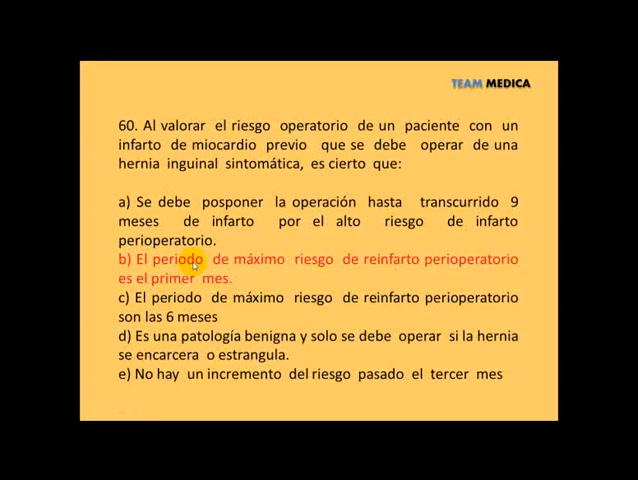 TEAM MEDICA
60. Al valorar el riesgo operatorio de un paciente con un
infarto de miocardio previo que se debe operar de una
hernia inguinal sintomática, es cierto que:
a) Se debe posponer la operación hasta transcurrido 9
meses de infarto por el alto riesgo de infarto
perioperatorio.
b) El periodo de máximo riesgo de reinfarto perioperatorio
es el primer mes.
c) El periodo de máximo riesgo de reinfarto perioperatorio
son las 6 meses
d) Es una patología benigna y solo se debe operar si la hernia
se encarcera o estrangula.
e) No hay un incremento del riesgo pasado el tercer mes